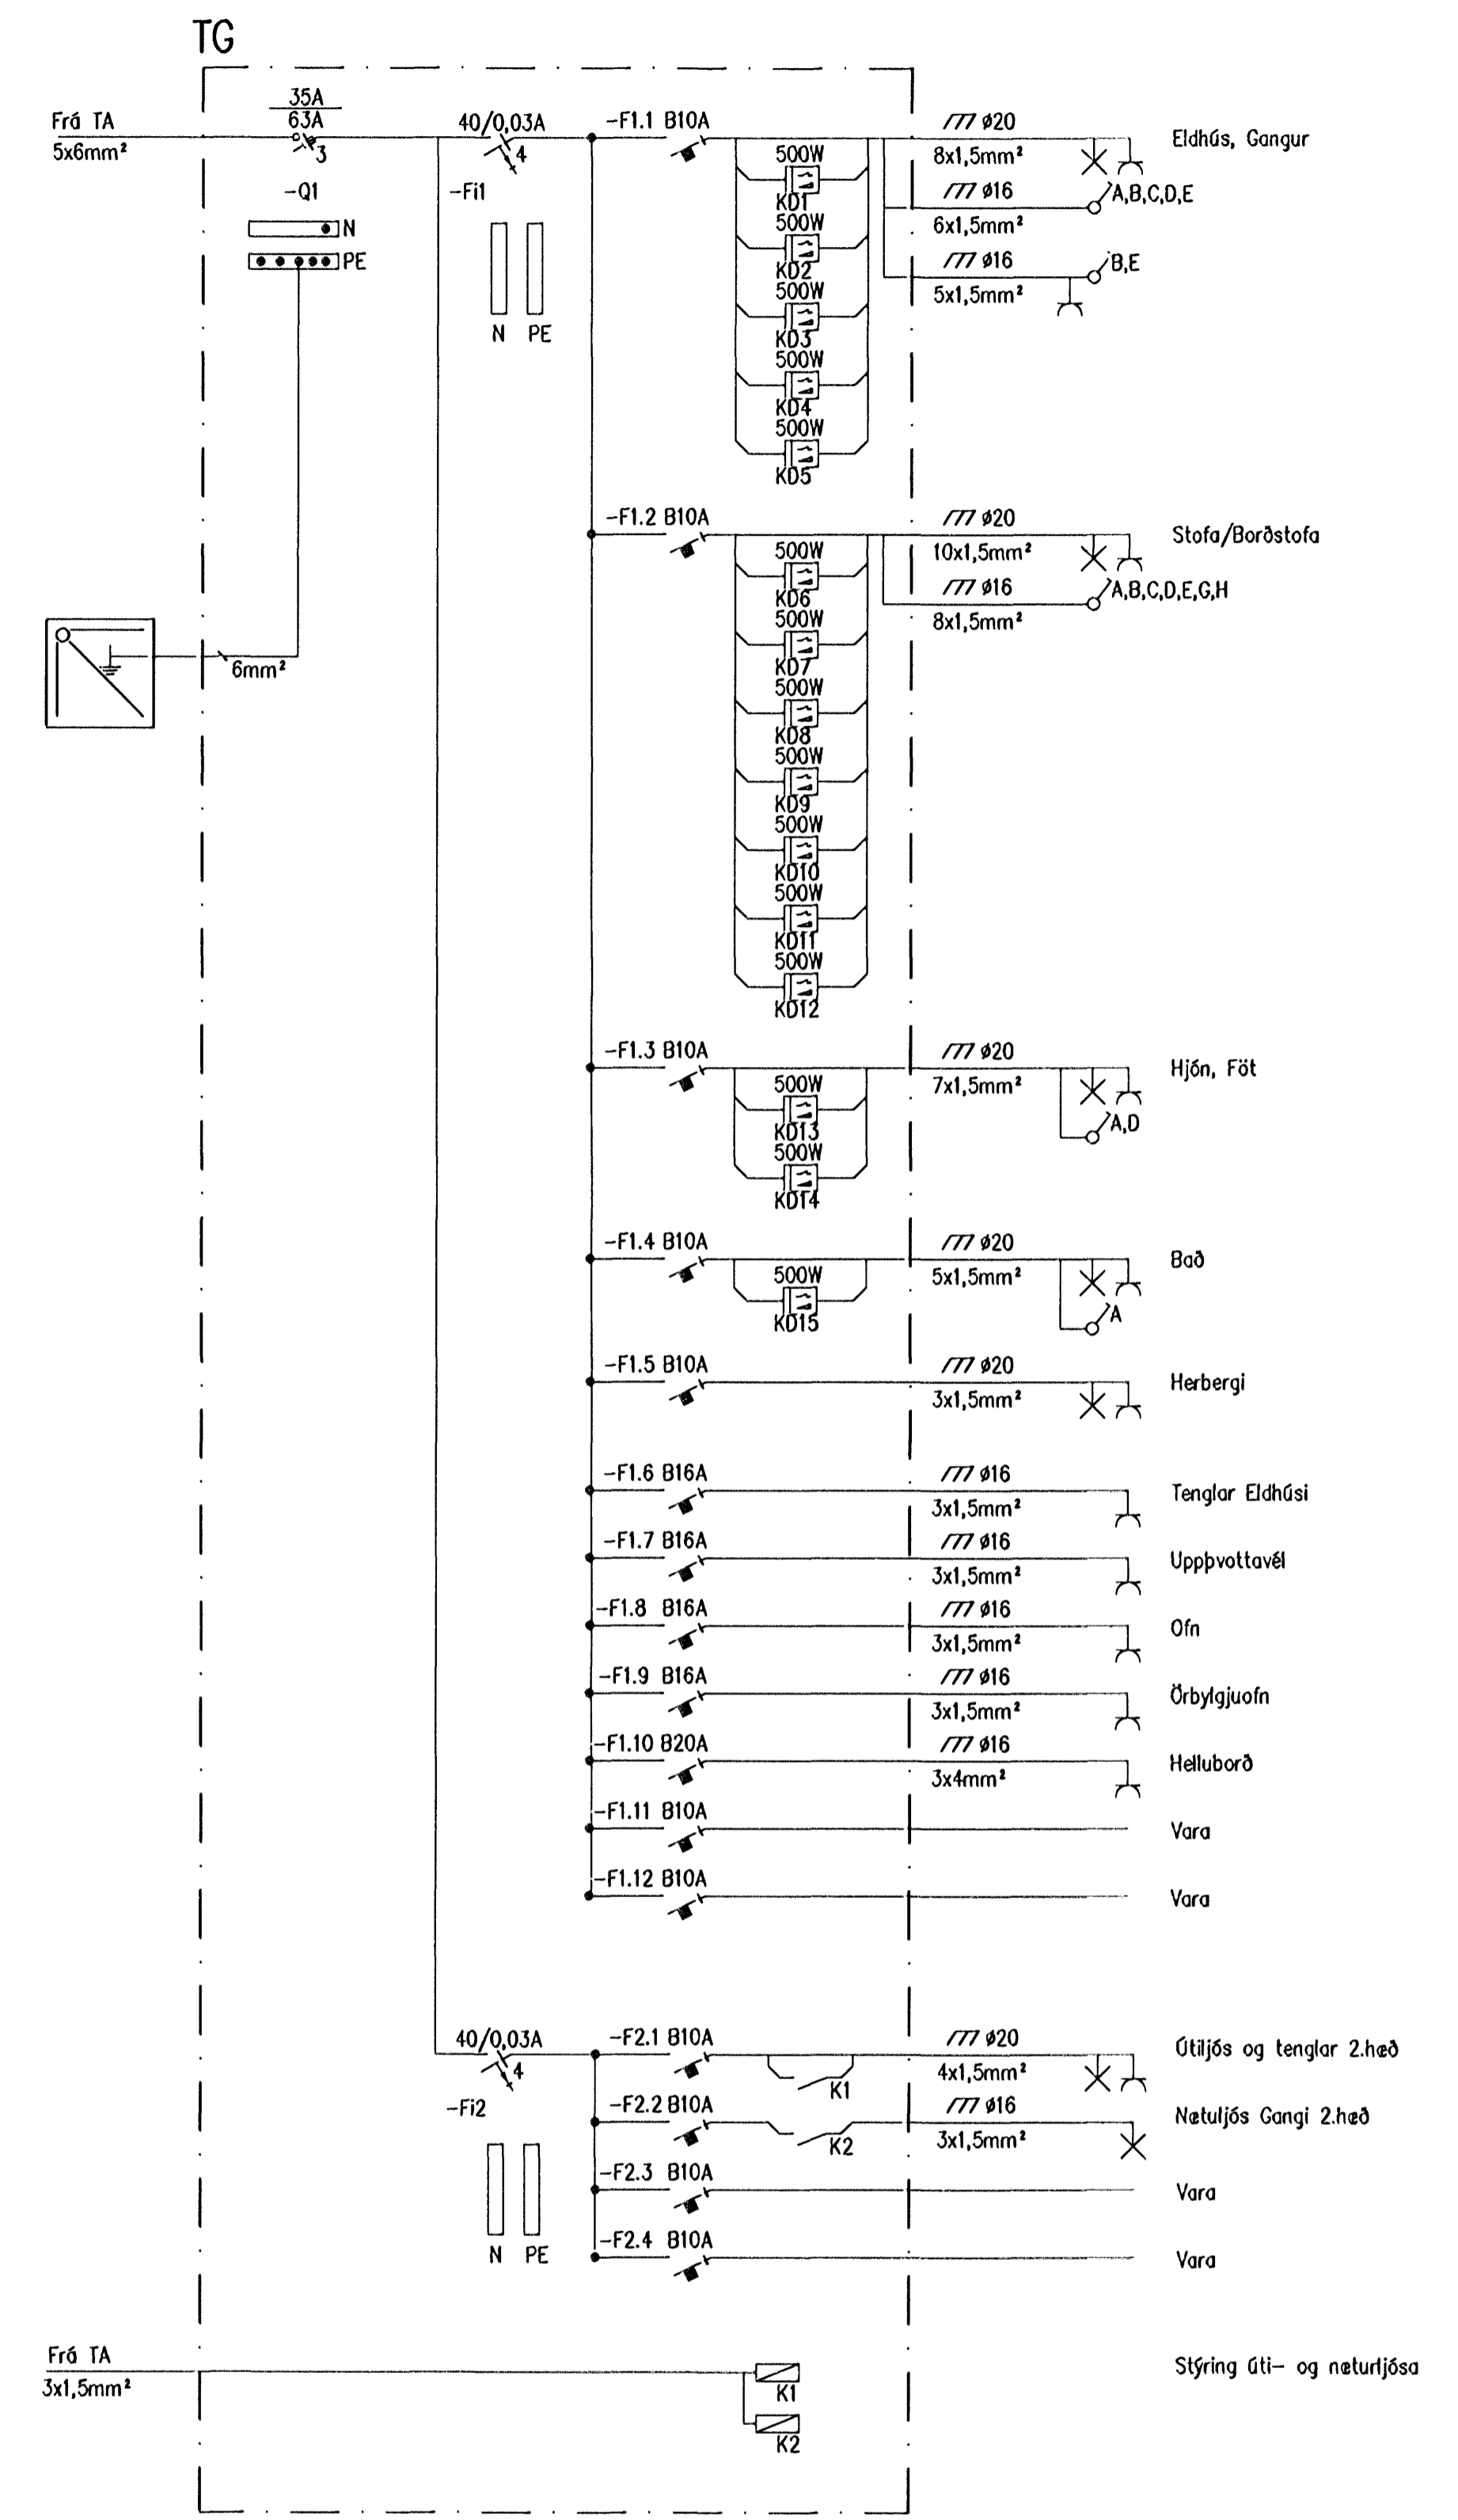 TG
Frá TA
5x6mm²
35A
63A
3
-Q1
N
PE
40/0,03A
4
-Fi1
N PE
-F1.1 B10A
500W
KD1
500W
KD2
500W
KD3
500W
KD4
500W
KD5
ø20
8x1,5mm²
Eldhús, Gangur
ø16
6x1,5mm²
A,B,C,D,E
ø16
5x1,5mm²
B,E
-F1.2 B10A
500W
KD6
500W
KD7
500W
KD8
500W
KD9
500W
KD10
500W
KD11
500W
KD12
ø20
10x1,5mm²
Stofa/Borðstofa
ø16
8x1,5mm²
A,B,C,D,E,G,H
6mm²
-F1.3 B10A
500W
KD13
500W
KD14
ø20
7x1,5mm²
Hjón, Föt
A,D
-F1.4 B10A
500W
KD15
ø20
5x1,5mm²
Bað
A
-F1.5 B10A
ø20
3x1,5mm²
Herbergi
-F1.6 B16A
ø16
3x1,5mm²
Tenglar Eldhúsi
-F1.7 B16A
ø16
3x1,5mm²
Uppþvottavél
-F1.8 B16A
ø16
3x1,5mm²
Ofn
-F1.9 B16A
ø16
3x1,5mm²
Örbylgjuofn
-F1.10 B20A
ø16
3x4mm²
Helluborð
-F1.11 B10A
Vara
-F1.12 B10A
Vara
40/0,03A
4
-Fi2
N PE
-F2.1 B10A
K1
ø20
4x1,5mm²
Útiljós og tenglar 2.hæð
-F2.2 B10A
K2
ø16
3x1,5mm²
Nætuljós Gangi 2.hæð
-F2.3 B10A
Vara
-F2.4 B10A
Vara
Frá TA
3x1,5mm²
K1
K2
Stýring úti- og næturljósa